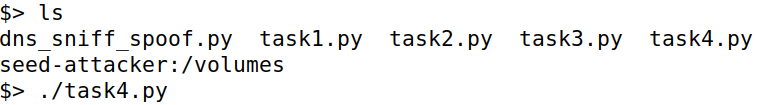 $> ls
dns_sniff_spoof.py  task1.py  task2.py  task3.py  task4.py
seed-attacker:/volumes
$> ./task4.py